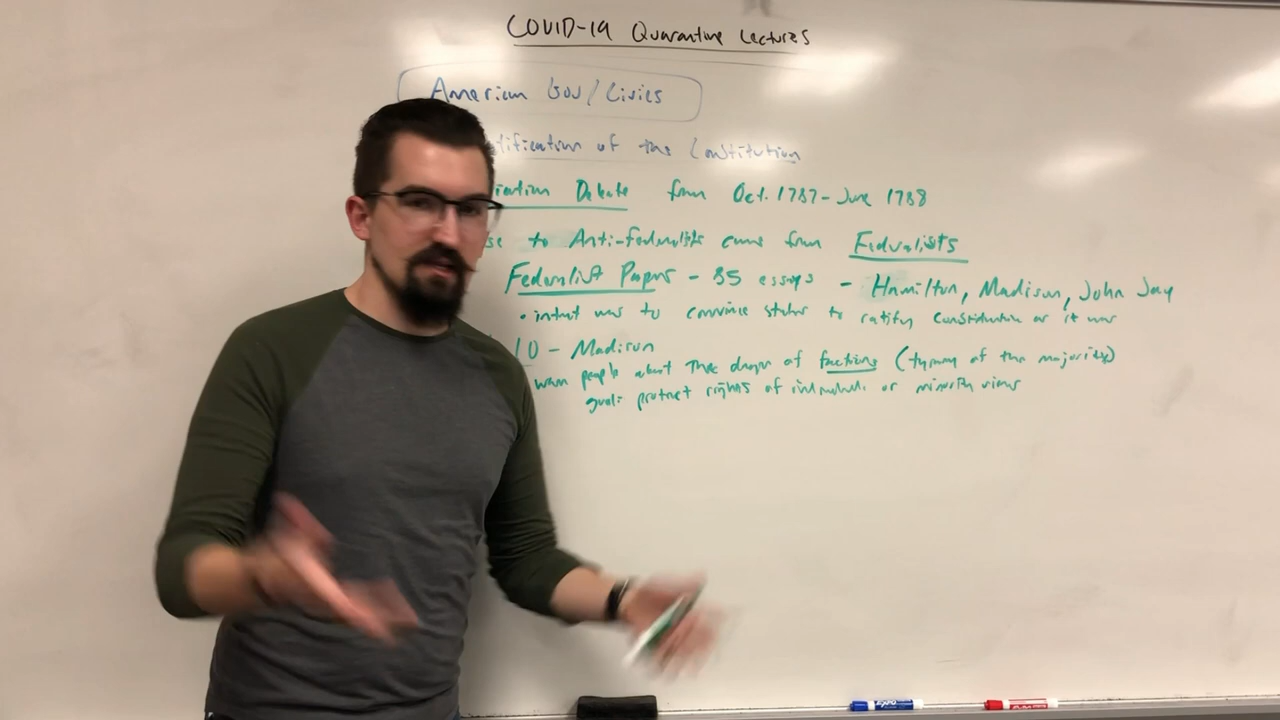 COVID-19 Quarantine Lectures
American Gov/Civics
tification of the Constitution
ication Debate from Oct. 1787-June 1788
se to Anti-federalists came from Federalists
Federalist Papers - 85 essays - Hamilton, Madison, John Jay
• intent was to convince states to ratify Constitution as it was
10 - Madison
warn people about the danger of factions (tyranny of the majority)
goal: protect rights of individuals or minority views
EXPO